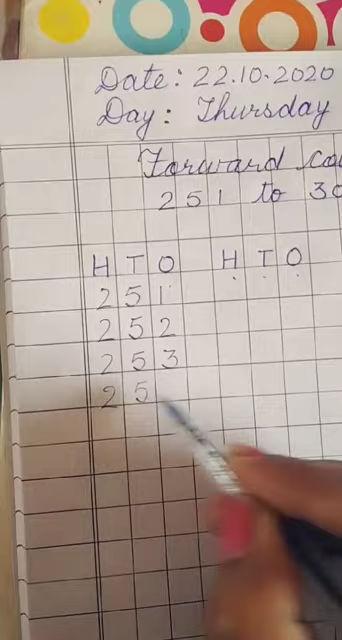 Date: 22.10.2020
Day: Thursday
Forward
251 to
H T O H T O
2 5 1
2 5 2
2 5 3
2 5